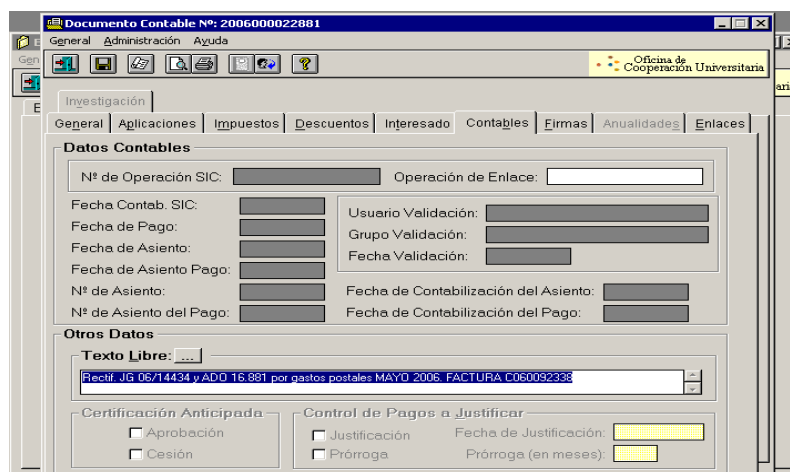 Documento Contable Nº: 2006000022881
General Administración Ayuda
Oficina de
Cooperación Universitaria
Investigación
General Aplicaciones Impuestos Descuentos Interesado Contables Firmas Anualidades Enlaces
Datos Contables
Nº de Operación SIC: Operación de Enlace:
Fecha Contab. SIC:
Usuario Validación:
Fecha de Pago:
Grupo Validación:
Fecha de Asiento:
Fecha Validación:
Fecha de Asiento Pago:
Nº de Asiento: Fecha de Contabilización del Asiento:
Nº de Asiento del Pago: Fecha de Contabilización del Pago:
Otros Datos
Texto Libre: ...
Rectif. JG 06/14434 y ADO 16.881 por gastos postales MAYO 2006. FACTURA C060092338
Certificación Anticipada Control de Pagos a Justificar
Aprobación Justificación Fecha de Justificación:
Cesión Prórroga Prórroga (en meses):